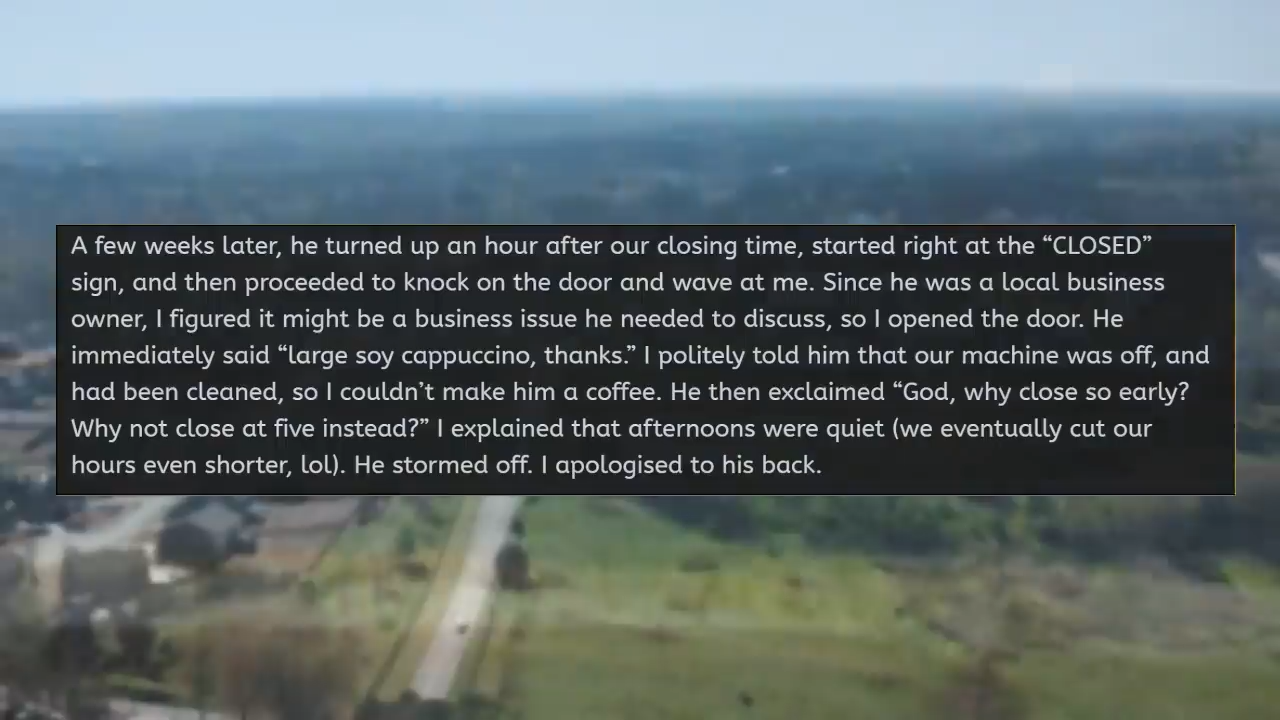 A few weeks later, he turned up an hour after our closing time, started right at the “CLOSED”
sign, and then proceeded to knock on the door and wave at me. Since he was a local business
owner, I figured it might be a business issue he needed to discuss, so I opened the door. He
immediately said “large soy cappuccino, thanks.” I politely told him that our machine was off, and
had been cleaned, so I couldn’t make him a coffee. He then exclaimed “God, why close so early?
Why not close at five instead?” I explained that afternoons were quiet (we eventually cut our
hours even shorter, lol). He stormed off. I apologised to his back.